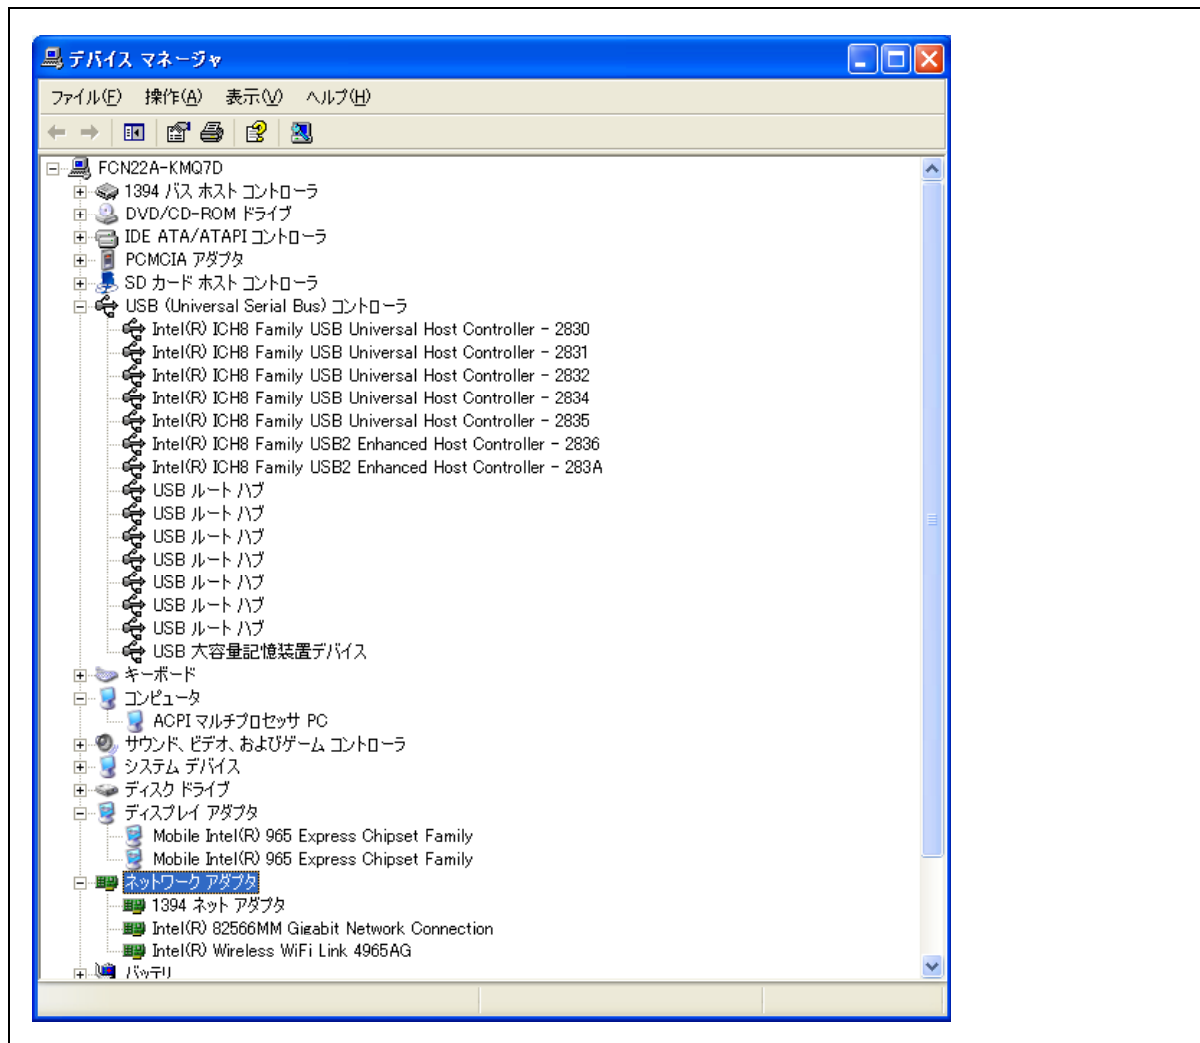 デバイス マネージャ
ファイル(F) 操作(A) 表示(V) ヘルプ(H)
FCN22A-KMQ7D
1394 バス ホスト コントローラ
DVD/CD-ROM ドライブ
IDE ATA/ATAPI コントローラ
PCMCIA アダプタ
SD カード ホスト コントローラ
USB (Universal Serial Bus) コントローラ
Intel(R) ICH8 Family USB Universal Host Controller - 2830
Intel(R) ICH8 Family USB Universal Host Controller - 2831
Intel(R) ICH8 Family USB Universal Host Controller - 2832
Intel(R) ICH8 Family USB Universal Host Controller - 2834
Intel(R) ICH8 Family USB Universal Host Controller - 2835
Intel(R) ICH8 Family USB2 Enhanced Host Controller - 2836
Intel(R) ICH8 Family USB2 Enhanced Host Controller - 283A
USB ルート ハブ
USB ルート ハブ
USB ルート ハブ
USB ルート ハブ
USB ルート ハブ
USB ルート ハブ
USB ルート ハブ
USB 大容量記憶装置デバイス
キーボード
コンピュータ
ACPI マルチプロセッサ PC
サウンド、ビデオ、およびゲーム コントローラ
システム デバイス
ディスク ドライブ
ディスプレイ アダプタ
Mobile Intel(R) 965 Express Chipset Family
Mobile Intel(R) 965 Express Chipset Family
ネットワーク アダプタ
1394 ネット アダプタ
Intel(R) 82566MM Gigabit Network Connection
Intel(R) Wireless WiFi Link 4965AG
バッテリ